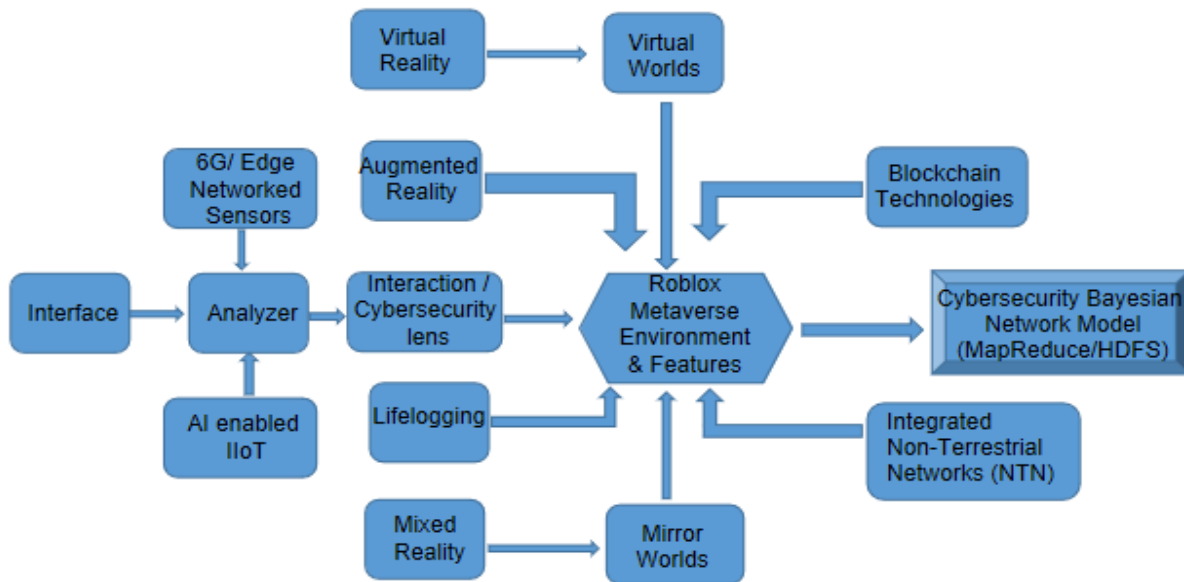 Virtual
Reality
Virtual
Worlds
6G/ Edge
Networked
Sensors
Augmented
Reality
Blockchain
Technologies
Interface
Analyzer
Interaction /
Cybersecurity
lens
Roblox
Metaverse
Environment
& Features
Cybersecurity Bayesian
Network Model
(MapReduce/HDFS)
AI enabled
IIoT
Lifelogging
Integrated
Non-Terrestrial
Networks (NTN)
Mixed
Reality
Mirror
Worlds